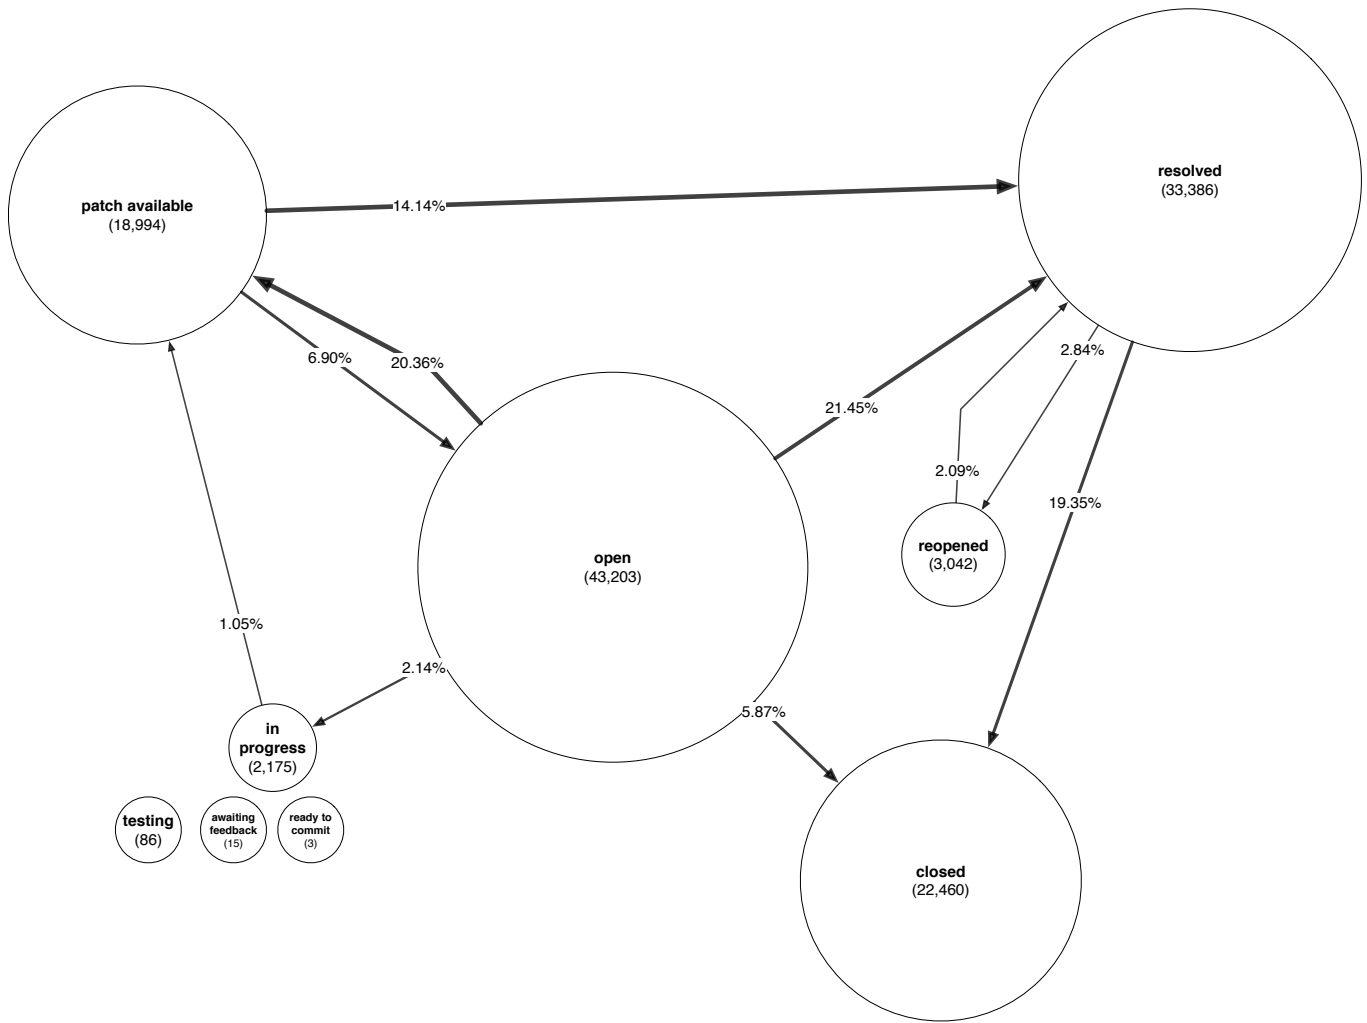 resolved
(33,386)
patch available
(18,994)
14.14%
6.90%
20.36%
2.84%
21.45%
2.09%
19.35%
reopened
(3,042)
open
(43,203)
1.05%
2.14%
5.87%
in
progress
(2,175)
testing
(86)
awaiting
feedback
(15)
ready to
commit
(3)
closed
(22,460)